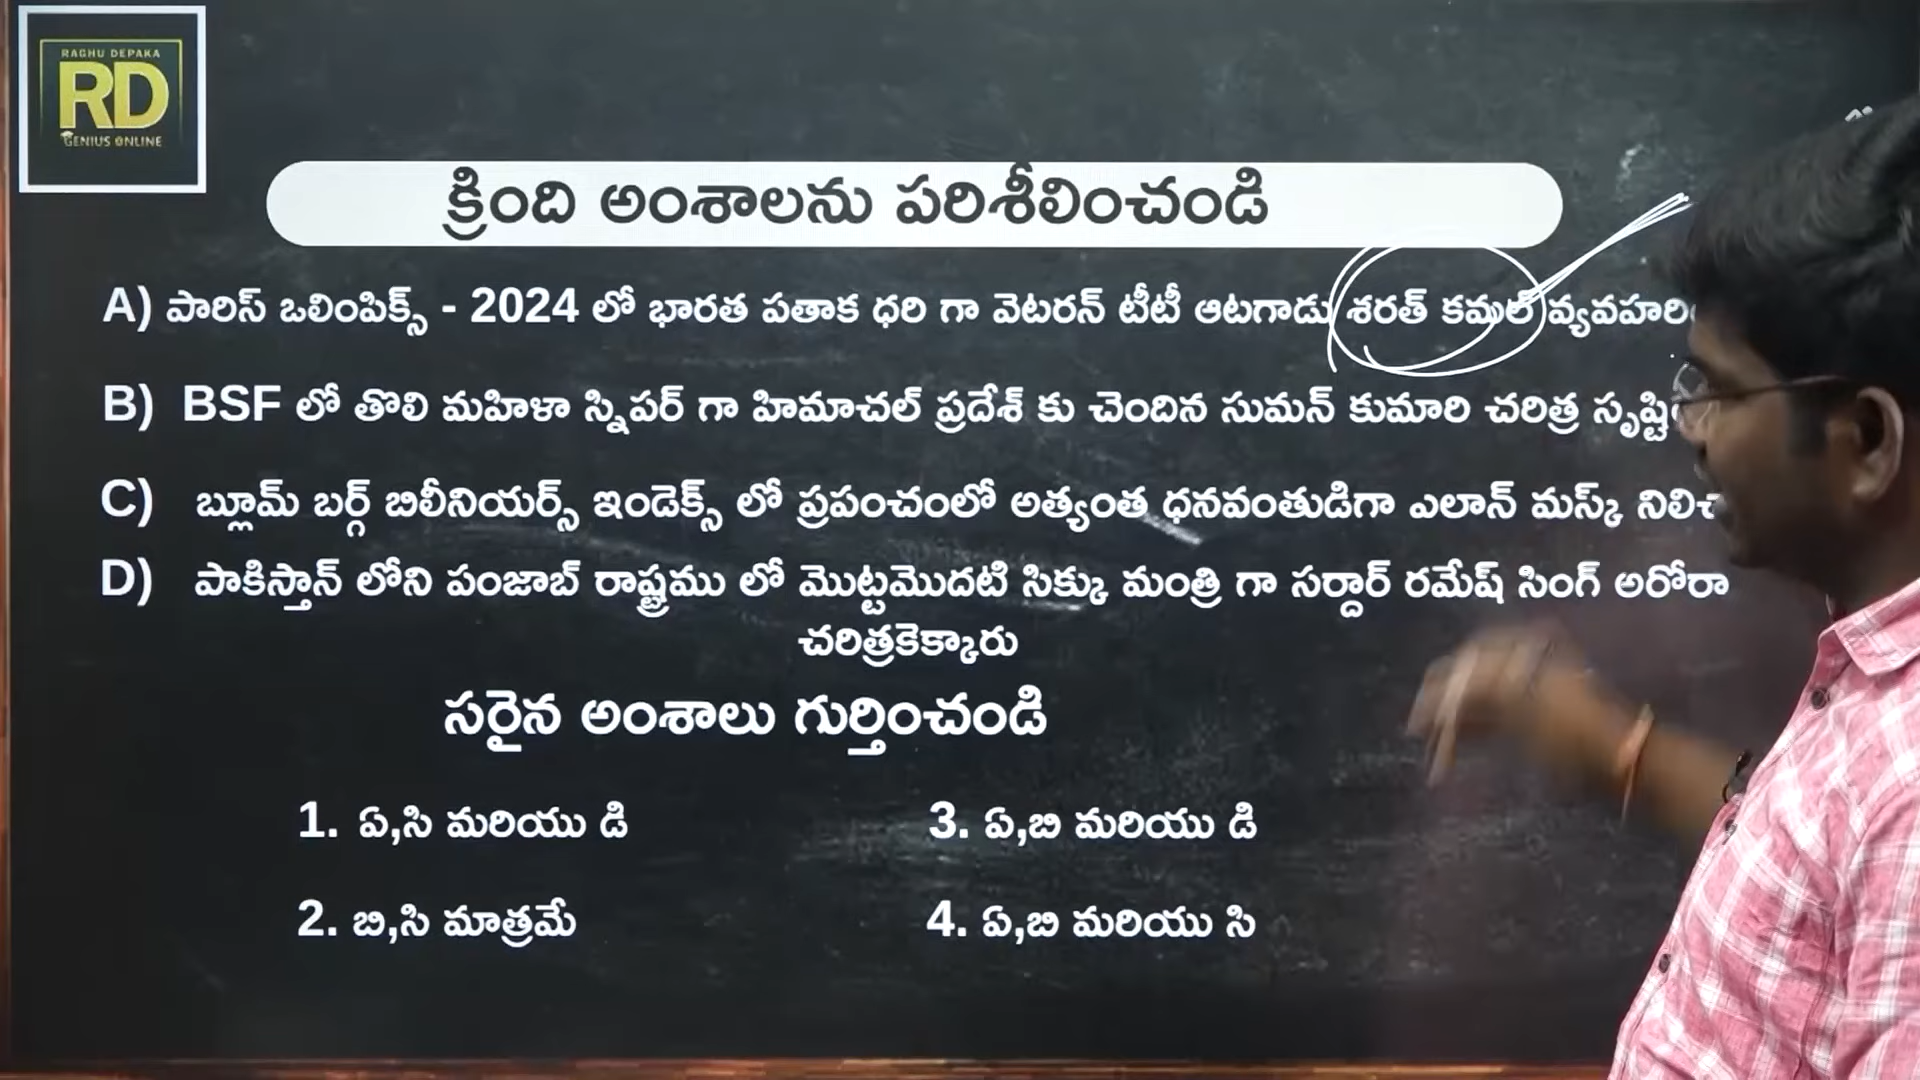 RAGHU DEPAKA
RD
GENIUS ONLINE
క్రింది అంశాలను పరిశీలించండి
A) పారిస్ ఒలింపిక్స్ - 2024 లో భారత పతాక ధరి గా వెటరన్ టీటీ ఆటగాడు శరత్ కమల్
B) BSF లో తొలి మహిళా స్నిపర్ గా హిమాచల్ ప్రదేశ్ కు చెందిన సుమన్ కుమారి చరిత్ర
C) బ్లూమ్ బర్గ్ బిలీనియర్స్ ఇండెక్స్ లో ప్రపంచంలో అత్యంత ధనవంతుడిగా ఎలాన్ మస్క్
D) పాకిస్తాన్ లోని పంజాబ్ రాష్ట్రము లో మొట్టమొదటి సిక్కు మంత్రి గా సర్దార్ రమేష్ సింగ్ అరోరా
చరిత్రకెక్కారు
సరైన అంశాలు గుర్తించండి
1. ఏ,సి మరియు డి
3. ఏ,బి మరియు డి
2. బి,సి మాత్రమే
4. ఏ,బి మరియు సి